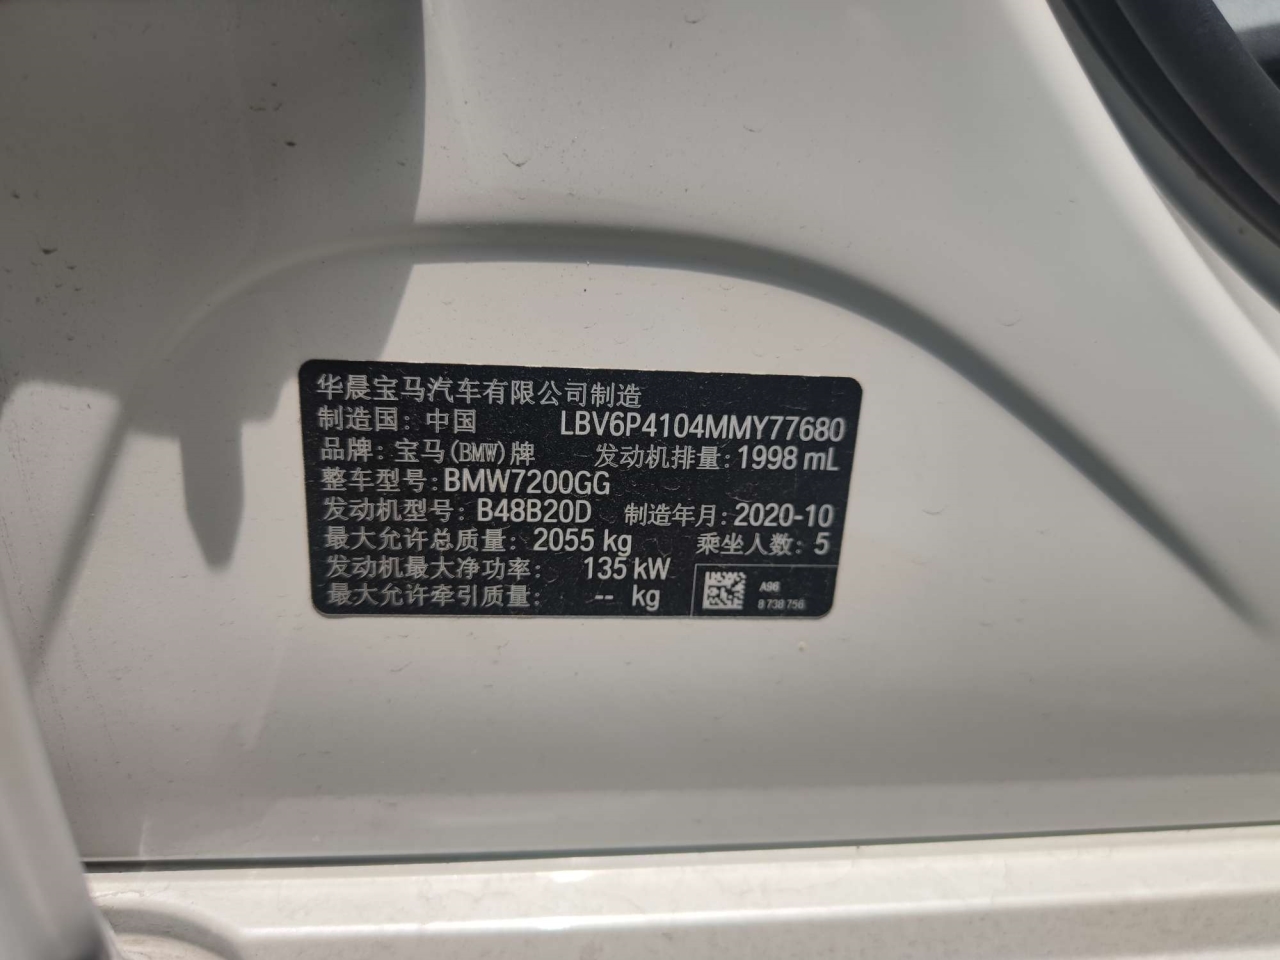 华晨宝马汽车有限公司制造
制造国：中国 LBV6P4104MMY77680
品牌：宝马(BMW)牌 发动机排量：1998 mL
整车型号：BMW7200GG
发动机型号：B48B20D 制造年月：2020-10
最大允许总质量：2055 kg 乘坐人数：5
发动机最大净功率： 135 kW
最大允许牵引质量： -- kg
A96
8 738 756